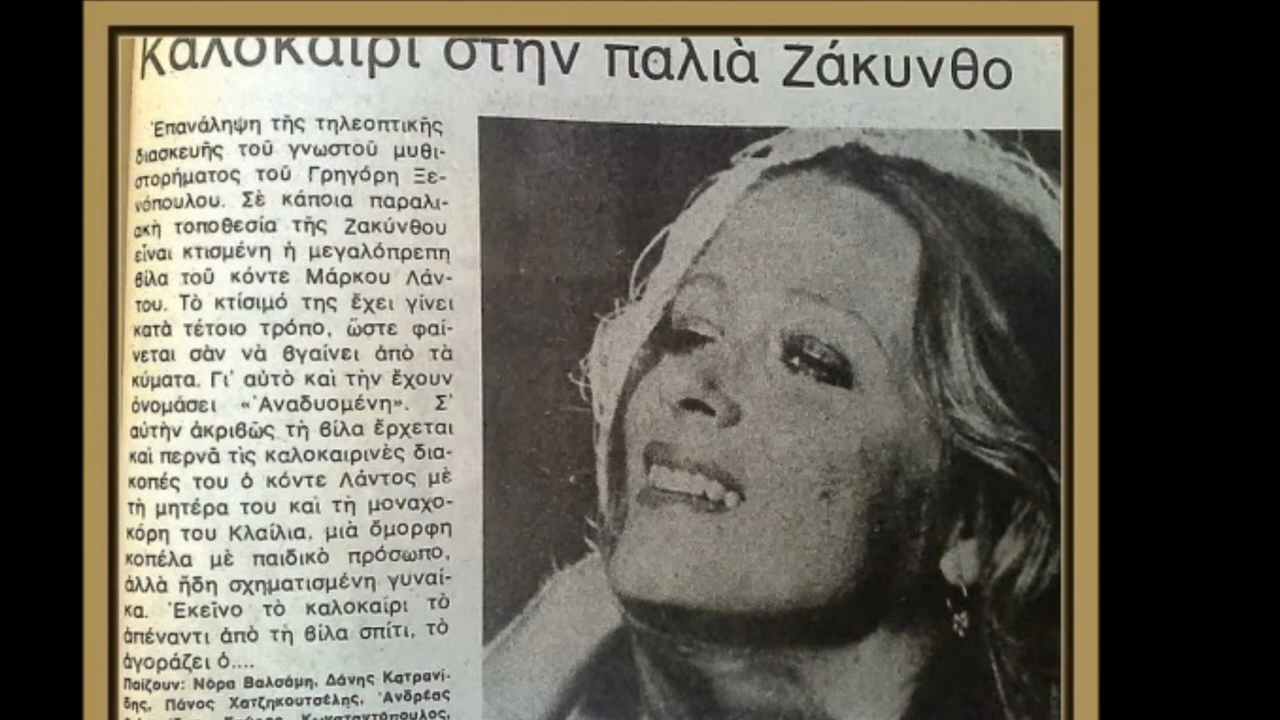 καλοκαίρι στὴν παλιὰ Ζάκυνθο
Ἐπανάληψη τῆς τηλεοπτικῆς
διασκευῆς τοῦ γνωστοῦ μυθι-
στορήματος τοῦ Γρηγόρη Ξε-
νόπουλου. Σὲ κάποια παραλι-
ακὴ τοποθεσία τῆς Ζακύνθου
εἶναι κτισμένη ἡ μεγαλόπρεπη
βίλα τοῦ κόντε Μάρκου Λάν-
του. Τὸ κτίσιμό της ἔχει γίνει
κατὰ τέτοιο τρόπο, ὥστε φαί-
νεται σὰν νὰ βγαίνει ἀπὸ τὰ
κύματα. Γι' αὐτὸ καὶ τὴν ἔχουν
ὀνομάσει «Ἀναδυομένη». Σ'
αὐτὴν ἀκριβῶς τὴ βίλα ἔρχεται
καὶ περνᾶ τὶς καλοκαιρινὲς δια-
κοπές του ὁ κόντε Λάντος μὲ
τὴ μητέρα του καὶ τὴ μοναχο-
κόρη του Κλαίλια, μιὰ ὄμορφη
κοπέλα μὲ παιδικὸ πρόσωπο,
ἀλλὰ ἤδη σχηματισμένη γυναί-
κα. Ἐκεῖνο τὸ καλοκαίρι τὸ
ἀπέναντι ἀπὸ τὴ βίλα σπίτι, τὸ
ἀγοράζει ὁ....
Παίζουν: Νόρα Βαλσάμη, Δάνης Κατρανί-
δης, Πάνος Χατζηκουτσέλης, Ἀνδρέας
Κωνσταντόπουλος,